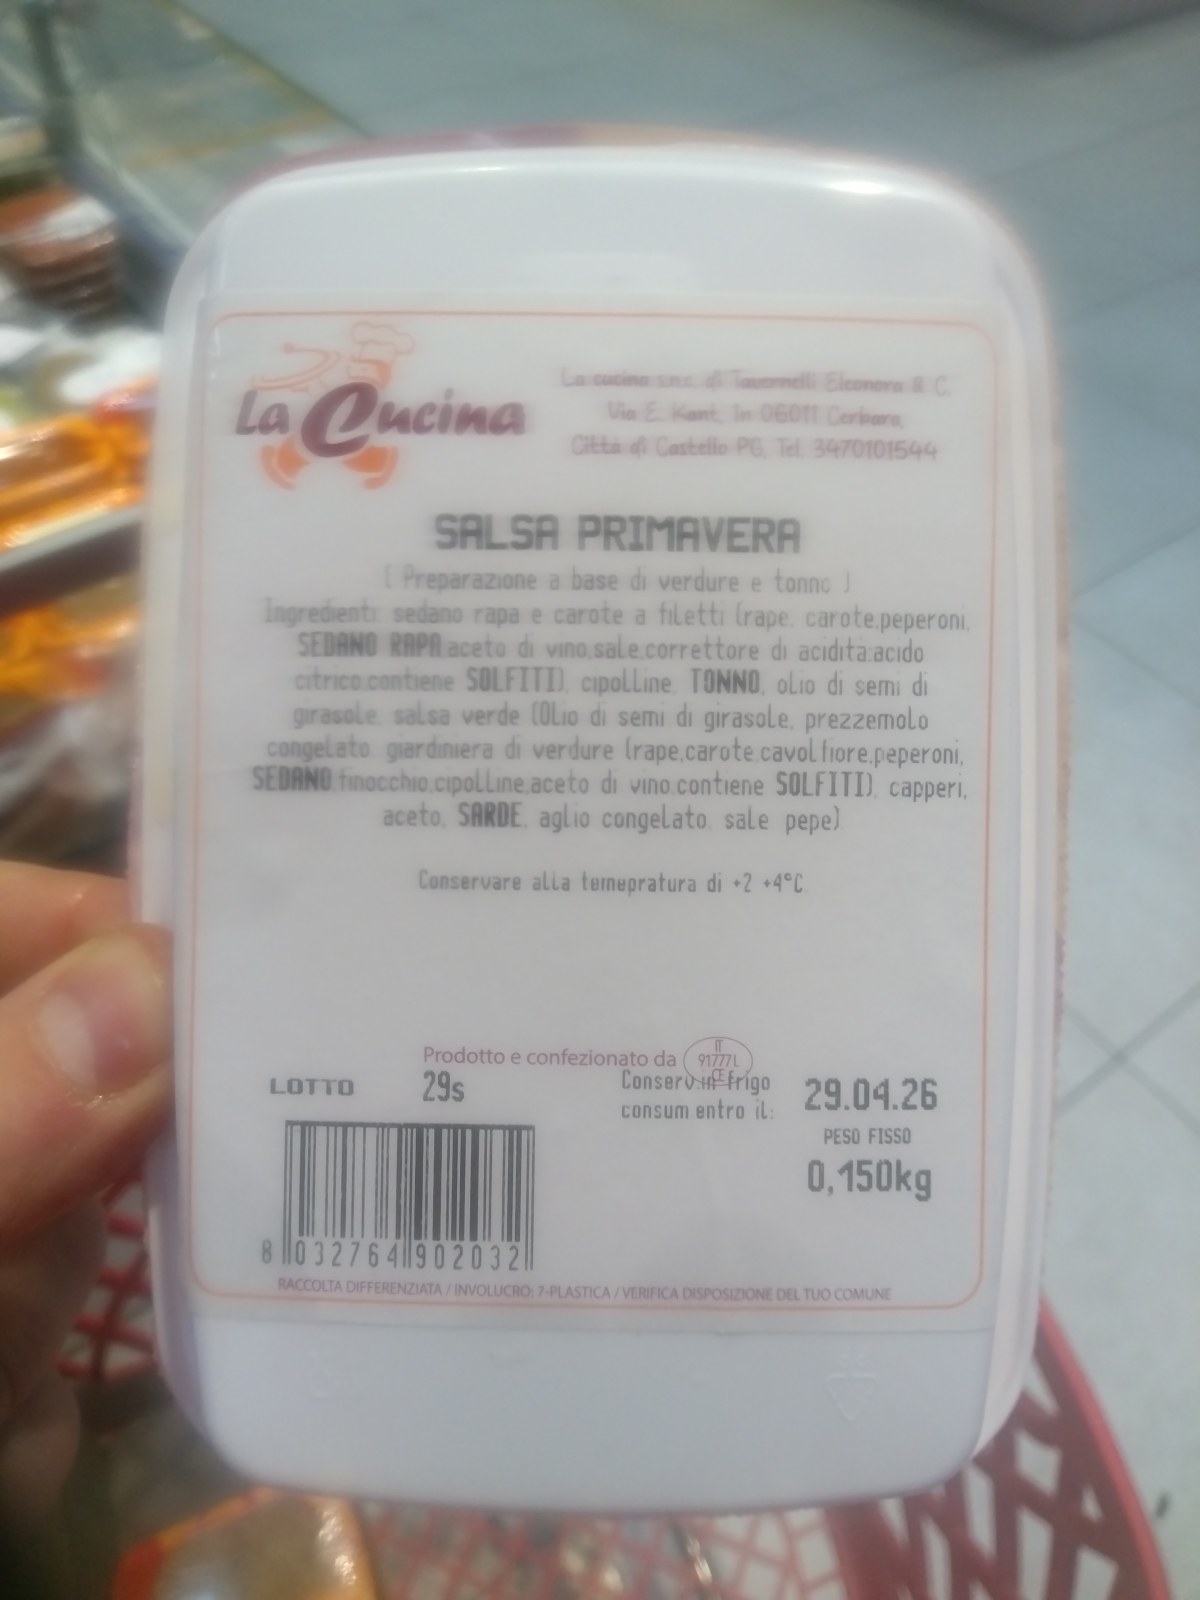 La Cucina
La cucina s.n.c. di Tavernelli Eleonora & C.
Via E. Kant, ln 06011 Cerbara,
Città di Castello PG, Tel. 3470101544
SALSA PRIMAVERA
( Preparazione a base di verdure e tonno )
Ingredienti: sedano rapa e carote a filetti (rape, carote,peperoni,
SEDANO RAPA,aceto di vino,sale,correttore di acidità:acido
citrico,contiene SOLFITI), cipolline, TONNO, olio di semi di
girasole, salsa verde (Olio di semi di girasole, prezzemolo
congelato, giardiniera di verdure (rape,carote,cavolfiore,peperoni,
SEDANO,finocchio,cipolline,aceto di vino,contiene SOLFITI), capperi,
aceto, SARDE, aglio congelato, sale, pepe)
Conservare alla temepratura di +2 +4°C
Prodotto e confezionato da
IT
91777L
CE
LOTTO 29s
Conserv in frigo
consum entro il: 29.04.26
PESO FISSO
0,150kg
8 032764 902032
RACCOLTA DIFFERENZIATA / INVOLUCRO: 7-PLASTICA / VERIFICA DISPOSIZIONE DEL TUO COMUNE